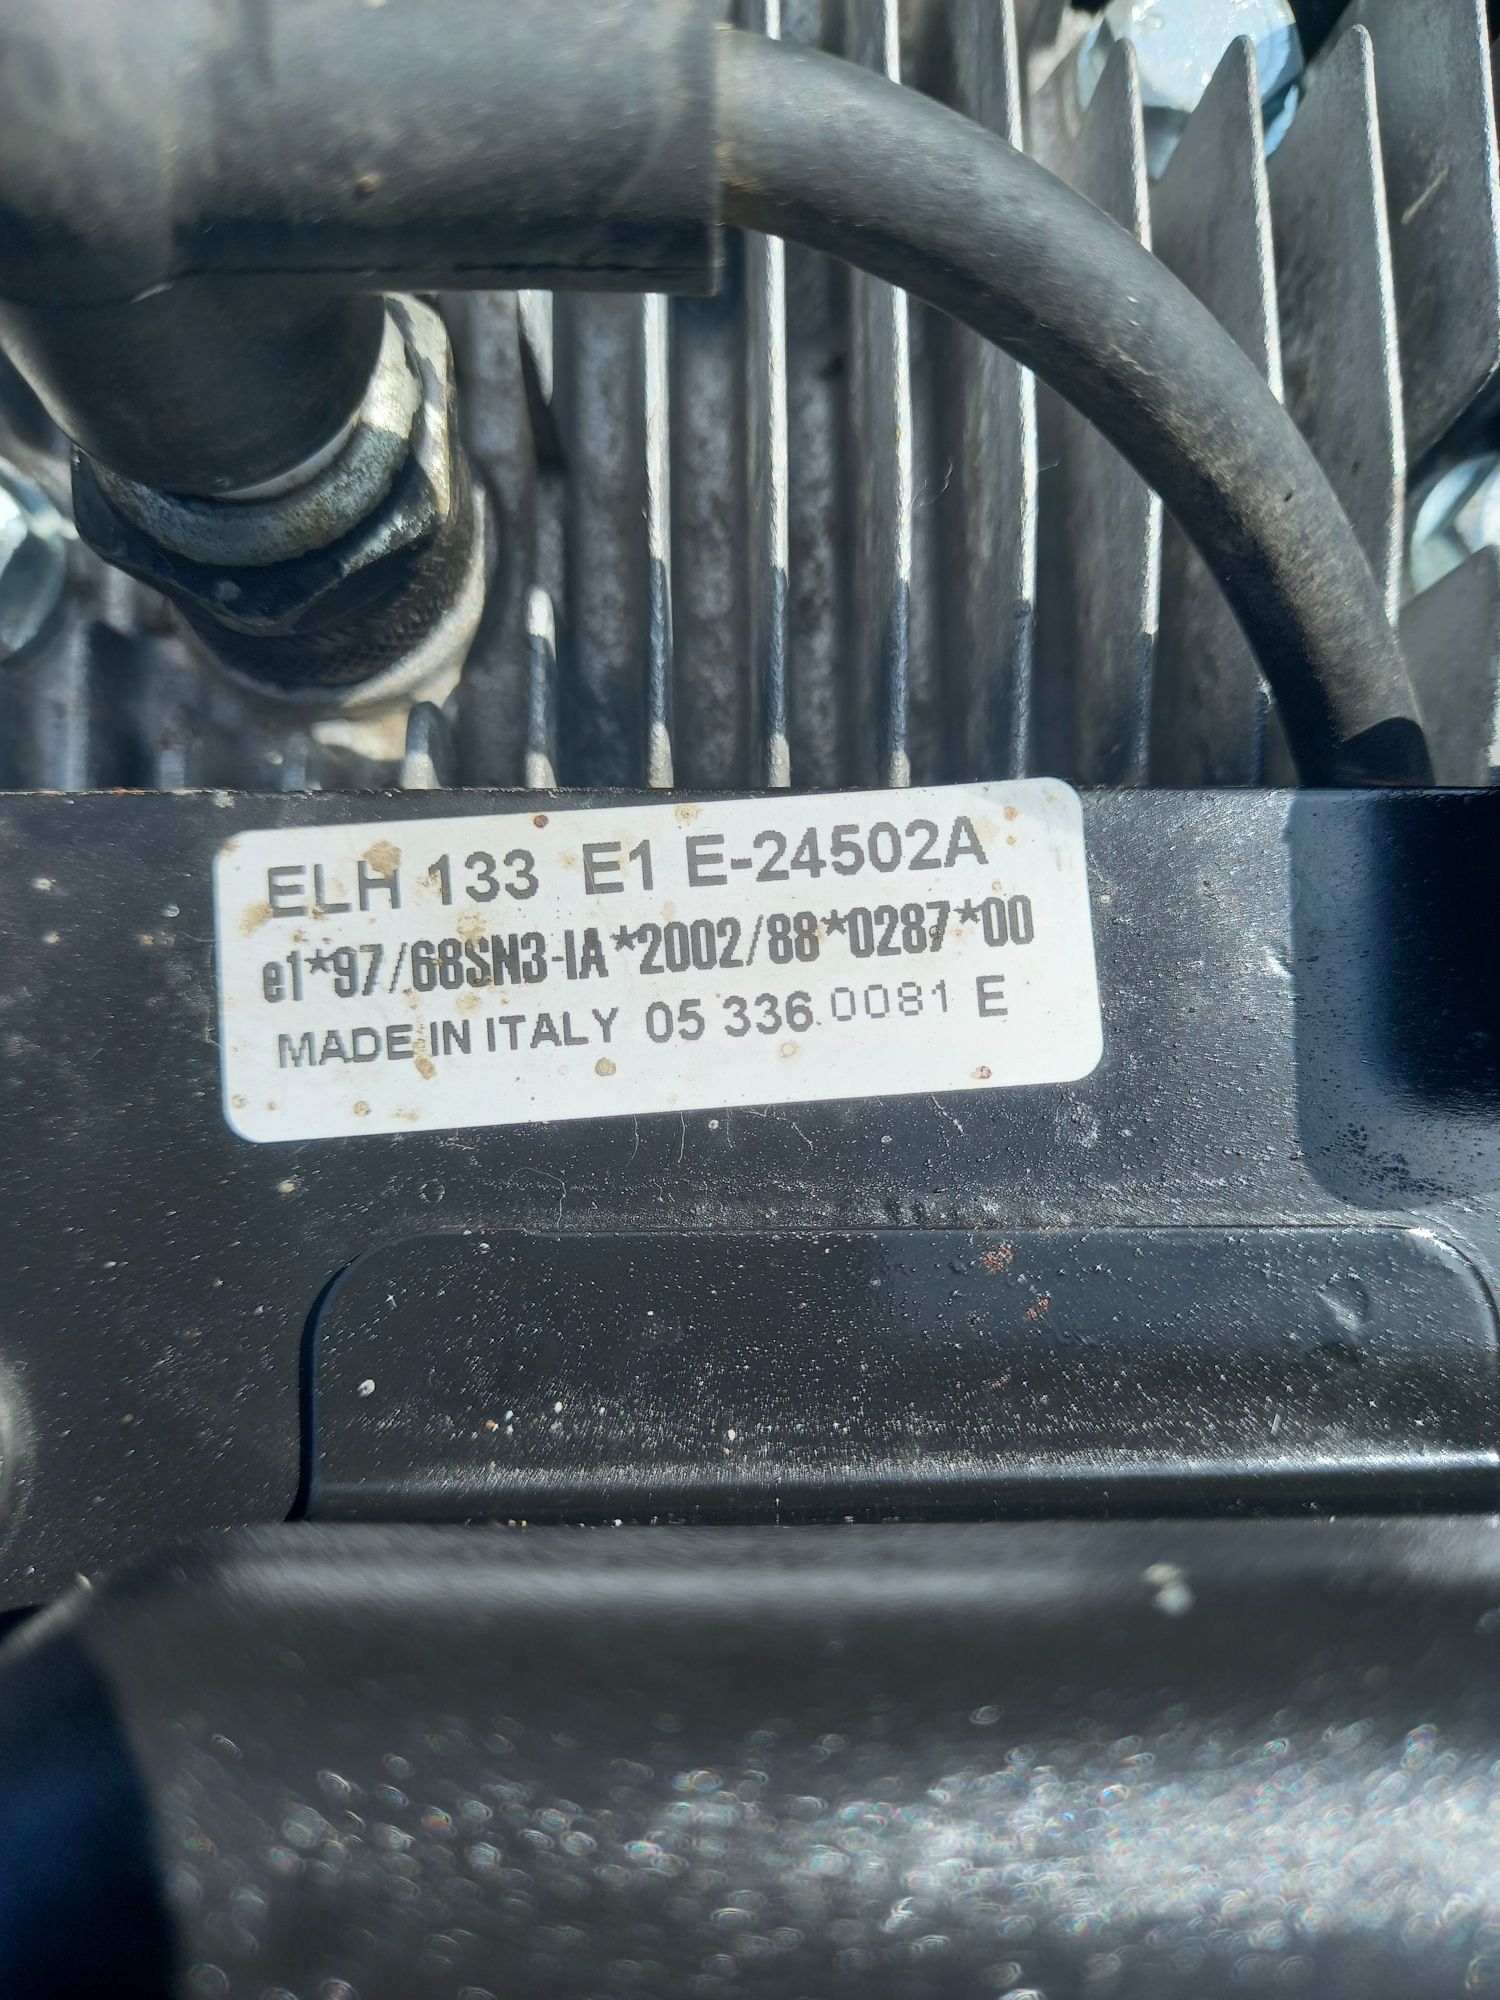 ELH 133 E1 E-24502A
e1*97/68SN3-IA*2002/88*0287*00
MADE IN ITALY 05 336 0081 E